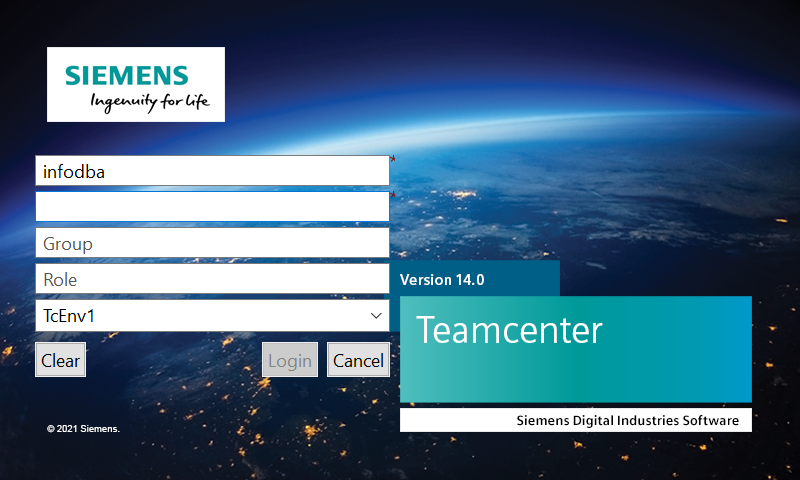 SIEMENS
Ingenuity for life
infodba
*
*
Group
Role
TcEnv1
Clear
Login
Cancel
Version 14.0
Teamcenter
Siemens Digital Industries Software
© 2021 Siemens.